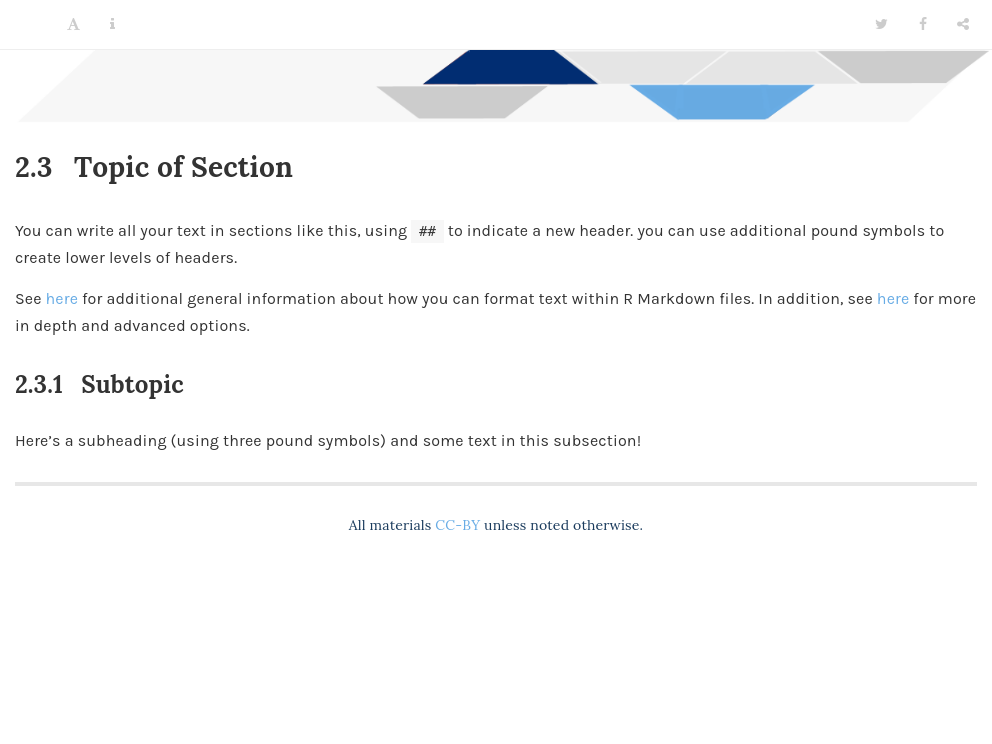 2.3 Topic of Section
You can write all your text in sections like this, using ## to indicate a new header. you can use additional pound symbols to
create lower levels of headers.
See here for additional general information about how you can format text within R Markdown files. In addition, see here for more
in depth and advanced options.
2.3.1 Subtopic
Here’s a subheading (using three pound symbols) and some text in this subsection!
All materials CC-BY unless noted otherwise.